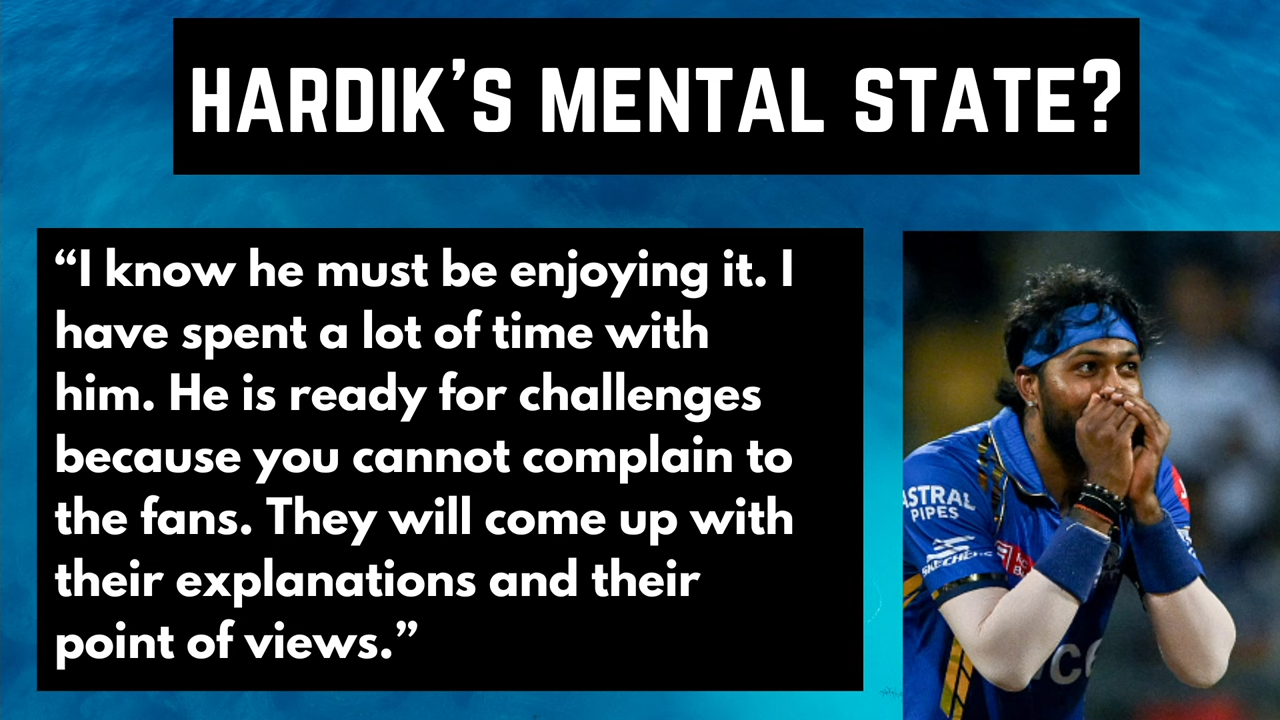 HARDIK'S MENTAL STATE?
“I know he must be enjoying it. I
have spent a lot of time with
him. He is ready for challenges
because you cannot complain to
the fans. They will come up with
their explanations and their
point of views.”
ASTRAL
PIPES
SKECHERS